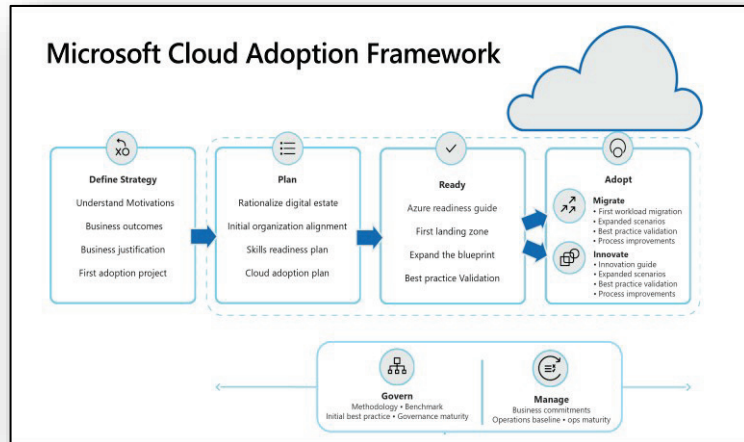 Microsoft Cloud Adoption Framework
Define Strategy
Understand Motivations
Business outcomes
Business justification
First adoption project
Plan
Rationalize digital estate
Initial organization alignment
Skills readiness plan
Cloud adoption plan
Ready
Azure readiness guide
First landing zone
Expand the blueprint
Best practice Validation
Adopt
Migrate
• First workload migration
• Expanded scenarios
• Best practice validation
• Process improvements
Innovate
• Innovation guide
• Expanded scenarios
• Best practice validation
• Process improvements
Govern
Methodology • Benchmark
Initial best practice • Governance maturity
Manage
Business commitments
Operations baseline • ops maturity